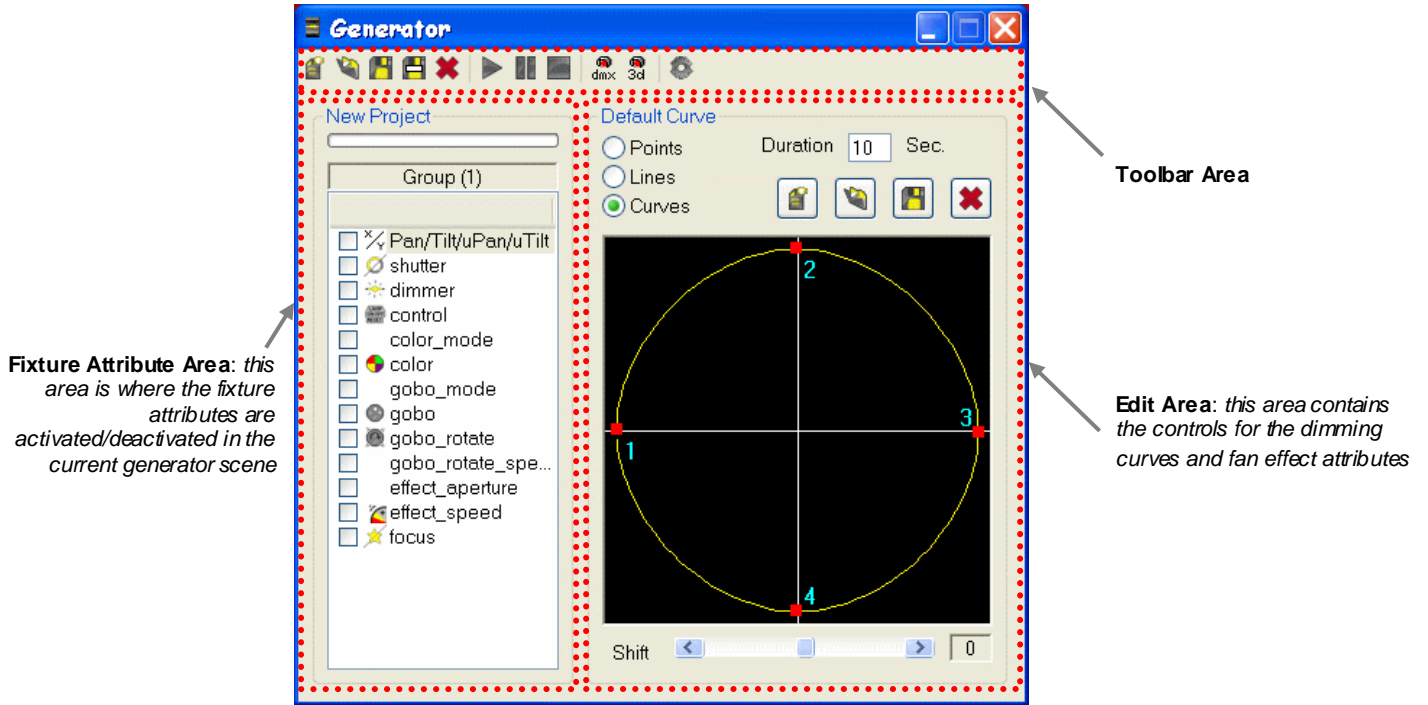 Generator
dmx 3d
New Project
Group (1)
Pan/Tilt/uPan/uTilt
shutter
dimmer
control
color_mode
color
gobo_mode
gobo
gobo_rotate
gobo_rotate_spe...
effect_aperture
effect_speed
focus
Default Curve
Points
Lines
Curves
Duration 10 Sec.
2
3
1
4
Shift 0
Toolbar Area
Fixture Attribute Area: this
area is where the fixture
attributes are
activated/deactivated in the
current generator scene
Edit Area: this area contains
the controls for the dimming
curves and fan effect attributes